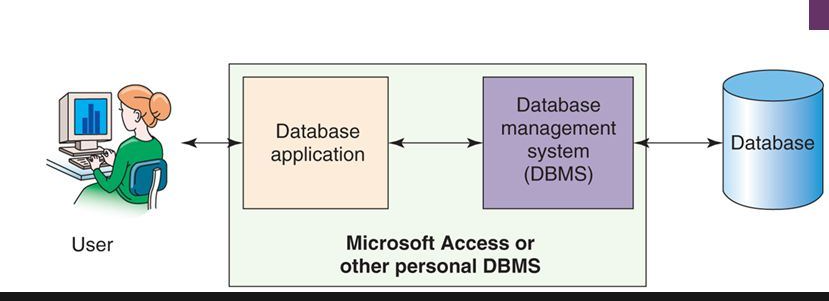 User
Database
application
Database
management
system
(DBMS)
Microsoft Access or
other personal DBMS
Database